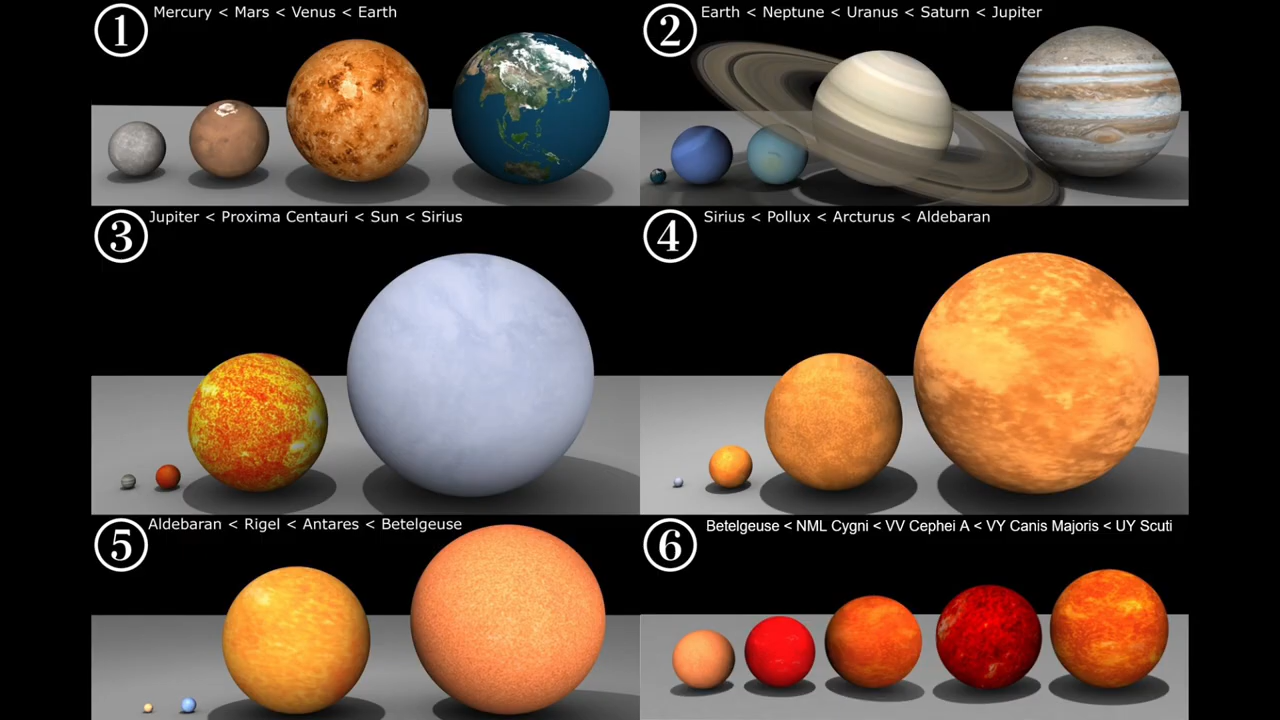 1
Mercury < Mars < Venus < Earth
2
Earth < Neptune < Uranus < Saturn < Jupiter
3
Jupiter < Proxima Centauri < Sun < Sirius
4
Sirius < Pollux < Arcturus < Aldebaran
5
Aldebaran < Rigel < Antares < Betelgeuse
6
Betelgeuse < NML Cygni < VV Cephei A < VY Canis Majoris < UY Scuti